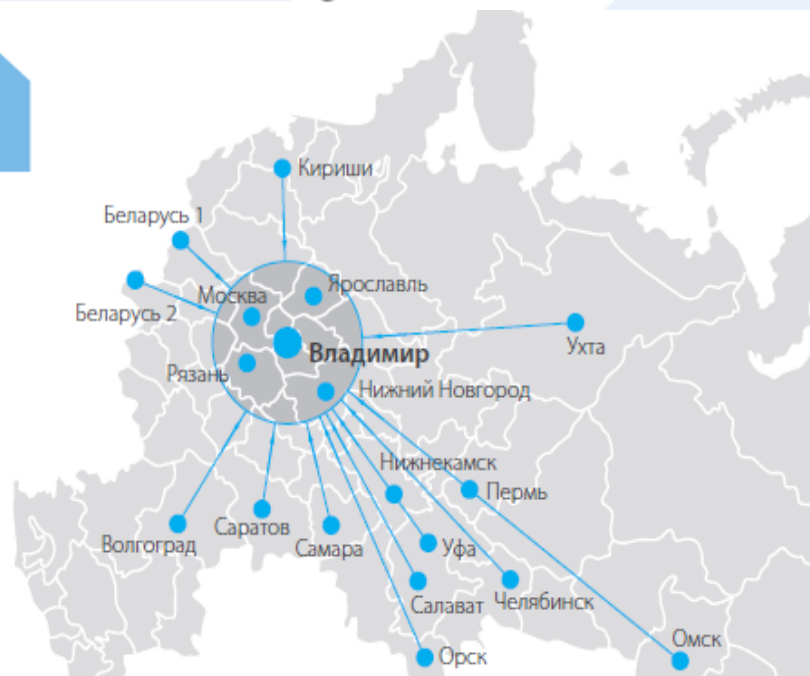 Кириши
Беларусь 1
Ярославль
Москва
Беларусь 2
Ухта
Владимир
Рязань
Нижний Новгород
Нижнекамск
Пермь
Саратов
Волгоград
Самара
Уфа
Салават
Челябинск
Омск
Орск